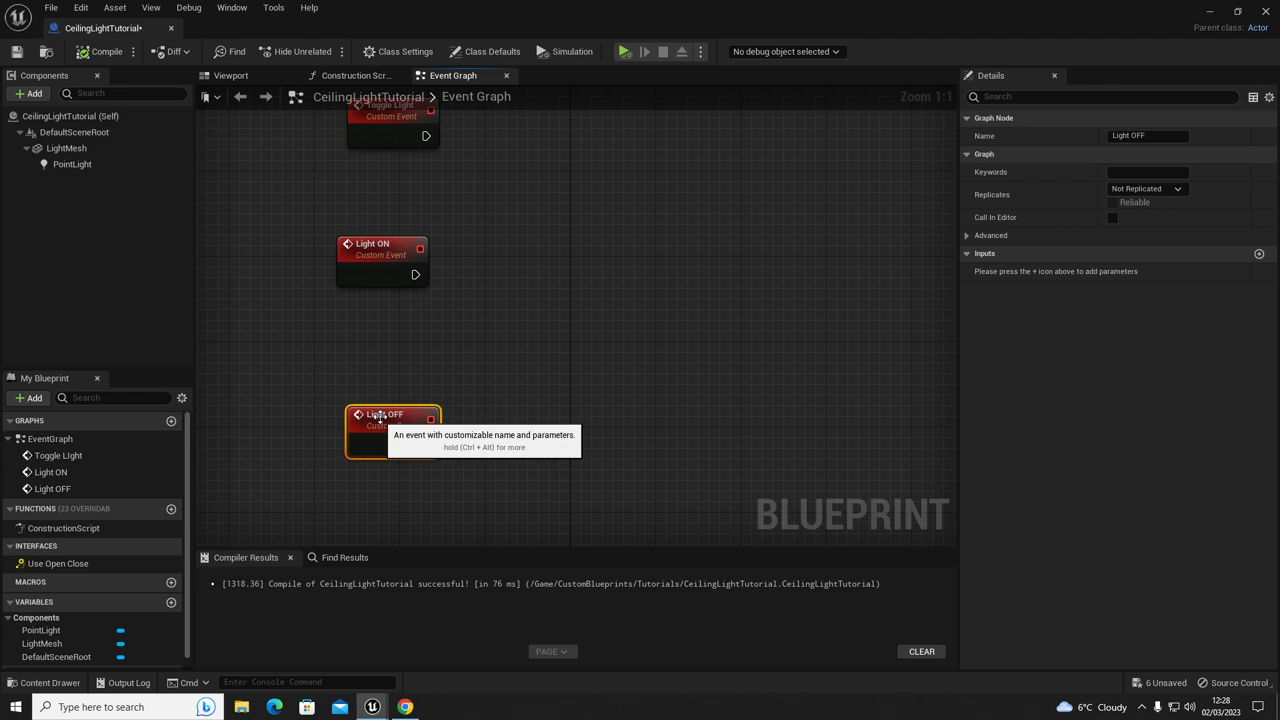 File Edit Asset View Debug Window Tools Help
CeilingLightTutorial*
Parent class: Actor
Compile Diff Find Hide Unrelated Class Settings Class Defaults Simulation No debug object selected
Components
Viewport Construction Scr... Event Graph
Details
Add Search
CeilingLightTutorial > Event Graph
Zoom 1:1
Search
CeilingLightTutorial (Self)
DefaultSceneRoot
LightMesh
PointLight
Toggle LIght
Custom Event
Light ON
Custom Event
Light OFF
An event with customizable name and parameters.
hold (Ctrl + Alt) for more
BLUEPRINT
Graph Node
Name Light OFF
Graph
Keywords
Replicates Not Replicated
Reliable
Call In Editor
Advanced
Inputs
Please press the + icon above to add parameters
My Blueprint
Add Search
GRAPHS
EventGraph
Toggle LIght
Light ON
Light OFF
FUNCTIONS (23 OVERRIDAB
ConstructionScript
INTERFACES
Use Open Close
MACROS
VARIABLES
Components
PointLight
LightMesh
DefaultSceneRoot
Compiler Results Find Results
[1318.36] Compile of CeilingLightTutorial successful! [in 76 ms] (/Game/CustomBlueprints/Tutorials/CeilingLightTutorial.CeilingLightTutorial)
PAGE
CLEAR
Content Drawer Output Log Cmd Enter Console Command
6 Unsaved Source Control
Type here to search
6°C Cloudy
12:28
02/03/2023